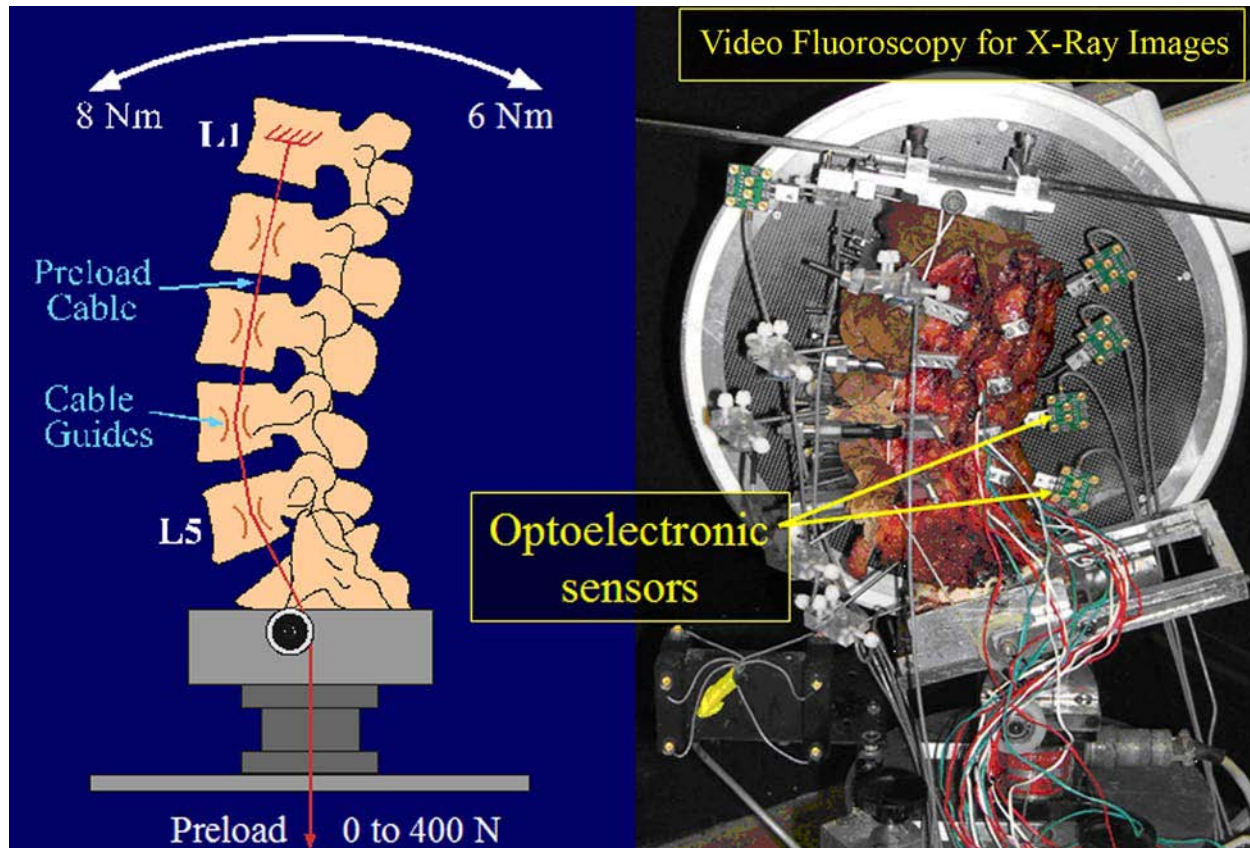 8 Nm
6 Nm
L1
Preload
Cable
Cable
Guides
L5
Preload 0 to 400 N
Video Fluoroscopy for X-Ray Images
Optoelectronic
sensors